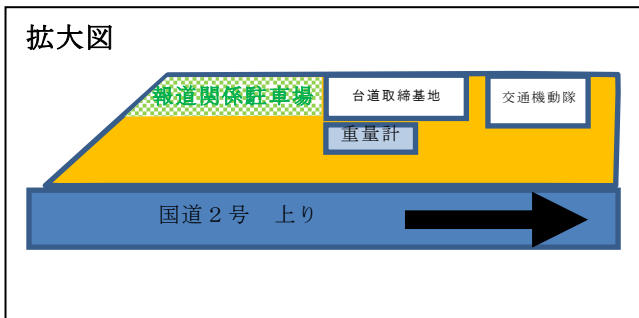 拡大図
報道関係駐車場
台道取締基地
交通機動隊
重量計
国道２号　上り